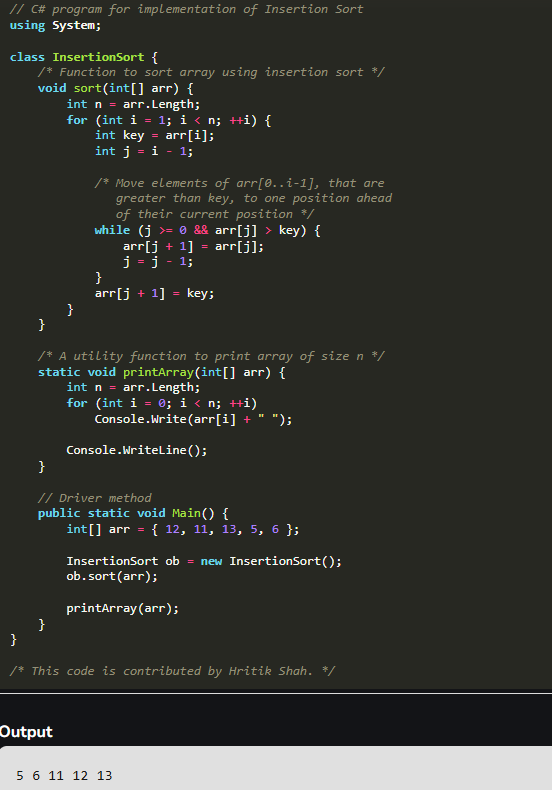 // C# program for implementation of Insertion Sort
using System;
class InsertionSort {
/* Function to sort array using insertion sort */
void sort(int[] arr) {
int n = arr.Length;
for (int i = 1; i < n; ++i) {
int key = arr[i];
int j = i - 1;
/* Move elements of arr[0..i-1], that are
greater than key, to one position ahead
of their current position */
while (j >= 0 && arr[j] > key) {
arr[j + 1] = arr[j];
j = j - 1;
}
arr[j + 1] = key;
}
}
/* A utility function to print array of size n */
static void printArray(int[] arr) {
int n = arr.Length;
for (int i = 0; i < n; ++i)
Console.Write(arr[i] + " ");
Console.WriteLine();
}
// Driver method
public static void Main() {
int[] arr = { 12, 11, 13, 5, 6 };
InsertionSort ob = new InsertionSort();
ob.sort(arr);
printArray(arr);
}
}
/* This code is contributed by Hritik Shah. */
Output
5 6 11 12 13